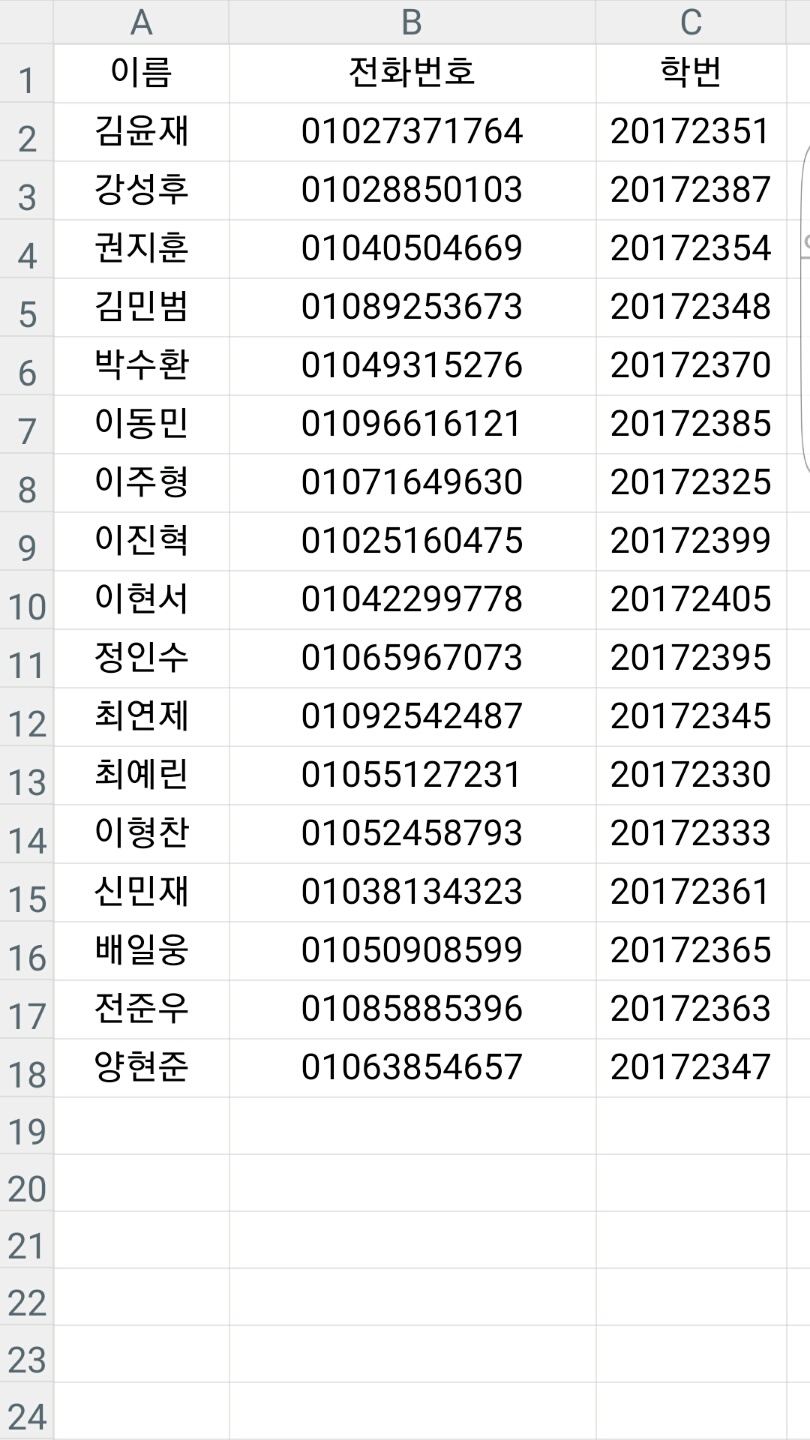 A B C
1 이름 전화번호 학번
2 김윤재 01027371764 20172351
3 강성후 01028850103 20172387
4 권지훈 01040504669 20172354
5 김민범 01089253673 20172348
6 박수환 01049315276 20172370
7 이동민 01096616121 20172385
8 이주형 01071649630 20172325
9 이진혁 01025160475 20172399
10 이현서 01042299778 20172405
11 정인수 01065967073 20172395
12 최연제 01092542487 20172345
13 최예린 01055127231 20172330
14 이형찬 01052458793 20172333
15 신민재 01038134323 20172361
16 배일웅 01050908599 20172365
17 전준우 01085885396 20172363
18 양현준 01063854657 20172347
19
20
21
22
23
24